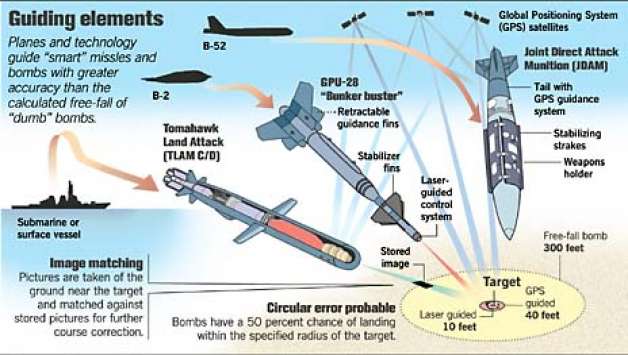 Guiding elements
Planes and technology
guide "smart" missles and
bombs with greater
accuracy than the
calculated free-fall of
"dumb" bombs.
B-52
B-2
Global Positioning System
(GPS) satellites
Joint Direct Attack
Munition (JDAM)
Tail with
GPS guidance
system
Stabilizing
strakes
Weapons
holder
GPU-28
"Bunker buster"
Retractable
guidance fins
Stabilizer
fins
Laser-
guided
control
system
Tomahawk
Land Attack
(TLAM C/D)
Submarine or
surface vessel
Stored
image
Image matching
Pictures are taken of the
ground near the target
and matched against
stored pictures for further
course correction.
Circular error probable
Bombs have a 50 percent chance of landing
within the specified radius of the target.
Free-fall bomb
300 feet
Target
GPS
guided
40 feet
Laser guided
10 feet